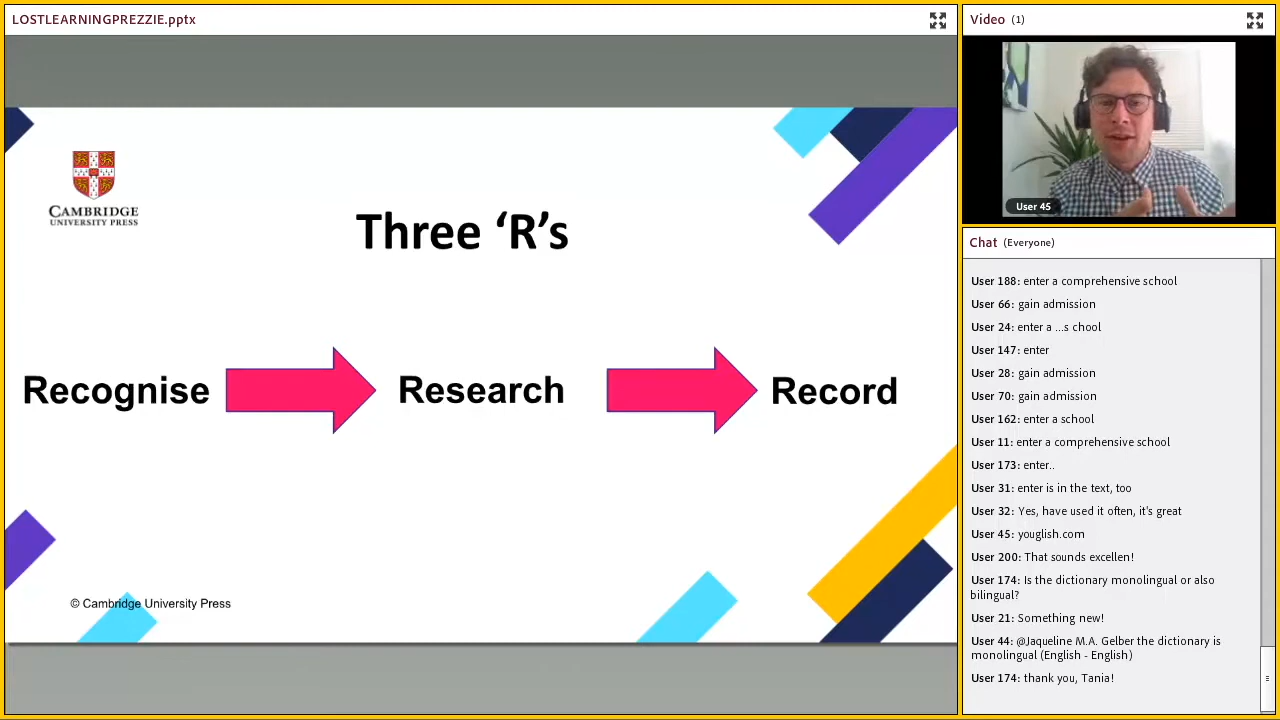 LOSTLEARNINGPREZZIE.pptx
CAMBRIDGE
UNIVERSITY PRESS
Three ‘R’s
Recognise
Research
Record
© Cambridge University Press
Video (1)
User 45
Chat (Everyone)
User 188: enter a comprehensive school
User 66: gain admission
User 24: enter a ...s chool
User 147: enter
User 28: gain admission
User 70: gain admission
User 162: enter a school
User 11: enter a comprehensive school
User 173: enter..
User 31: enter is in the text, too
User 32: Yes, have used it often, it's great
User 45: youglish.com
User 200: That sounds excellen!
User 174: Is the dictionary monolingual or also
bilingual?
User 21: Something new!
User 44: @Jaqueline M.A. Gelber the dictionary is
monolingual (English - English)
User 174: thank you, Tania!